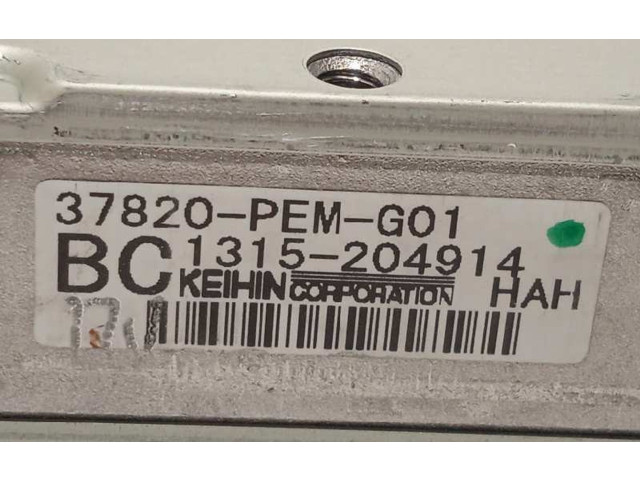 37820-PEM-G01
BC 1315-204914
KEIHIN CORPORATION HAH